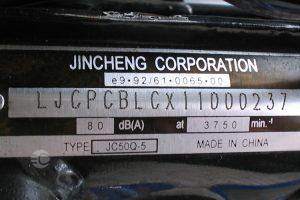 JINCHENG CORPORATION
e9*92/61*0065*00
LJCPCBLCX11000237
80 dB(A) at 3750 min.⁻¹
TYPE JC50Q-5 MADE IN CHINA